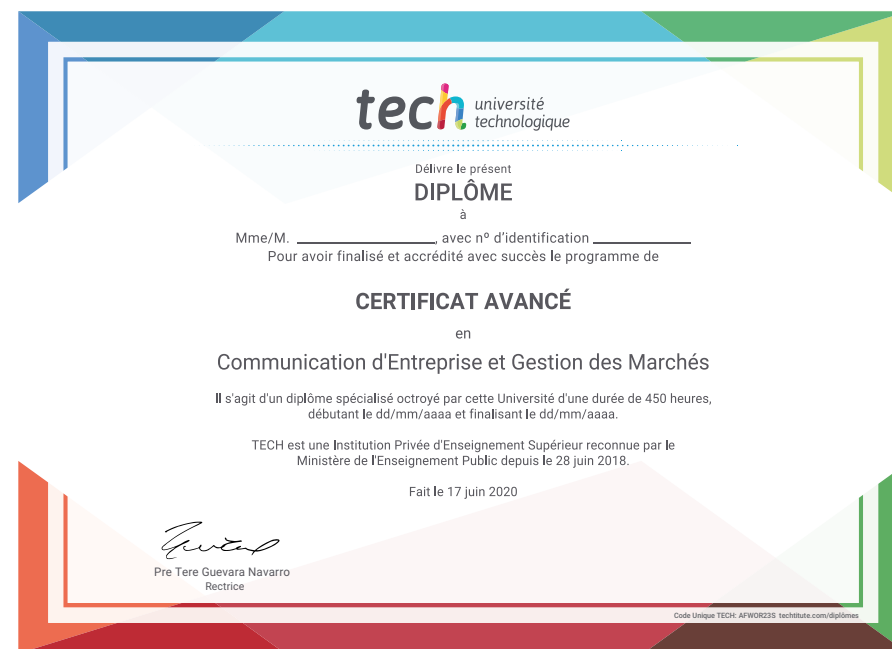 tech université
technologique
Délivre le présent
DIPLÔME
à
Mme/M. ____________, avec nº d'identification ____________
Pour avoir finalisé et accrédité avec succès le programme de
CERTIFICAT AVANCÉ
en
Communication d'Entreprise et Gestion des Marchés
Il s'agit d'un diplôme spécialisé octroyé par cette Université d'une durée de 450 heures,
débutant le dd/mm/aaaa et finalisant le dd/mm/aaaa.
TECH est une Institution Privée d'Enseignement Supérieur reconnue par le
Ministère de l'Enseignement Public depuis le 28 juin 2018.
Fait le 17 juin 2020
Pre Tere Guevara Navarro
Rectrice
Code Unique TECH: AFWOR23S techtitute.com/diplômes